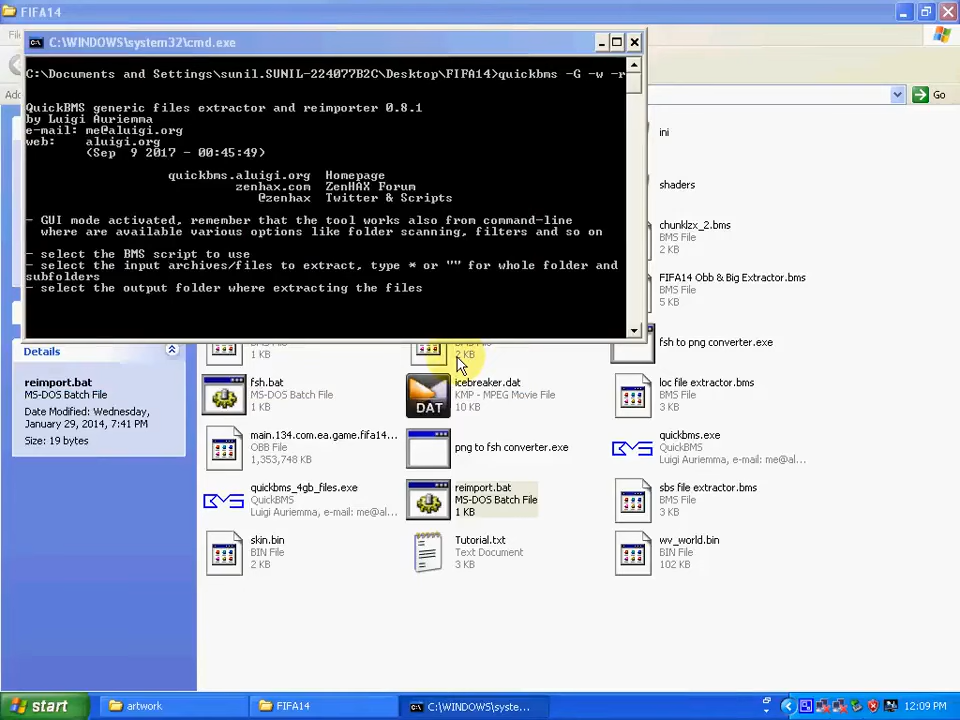 FIFA14
C:\WINDOWS\system32\cmd.exe
C:\Documents and Settings\sunil.SUNIL-224077B2C\Desktop\FIFA14>quickbms -G -w -r
QuickBMS generic files extractor and reimporter 0.8.1
by Luigi Auriemma
e-mail: me@aluigi.org
web:    aluigi.org
(Sep  9 2017 - 00:45:49)
quickbms.aluigi.org  Homepage
zenhax.com  ZenHAX Forum
@zenhax  Twitter & Scripts
- GUI mode activated, remember that the tool works also from command-line
where are available various options like folder scanning, filters and so on
- select the BMS script to use
- select the input archives/files to extract, type * or "" for whole folder and
subfolders
- select the output folder where extracting the files
Go
ini
shaders
chunklzx_2.bms
BMS File
2 KB
FIFA14 Obb & Big Extractor.bms
BMS File
5 KB
1 KB
2 KB
fsh to png converter.exe
Details
reimport.bat
MS-DOS Batch File
Date Modified: Wednesday,
January 29, 2014, 7:41 PM
Size: 19 bytes
fsh.bat
MS-DOS Batch File
1 KB
icebreaker.dat
KMP - MPEG Movie File
10 KB
DAT
loc file extractor.bms
BMS File
3 KB
main.134.com.ea.game.fifa14...
OBB File
1,353,748 KB
png to fsh converter.exe
quickbms.exe
QuickBMS
Luigi Auriemma, e-mail: me@al...
quickbms_4gb_files.exe
QuickBMS
Luigi Auriemma, e-mail: me@al...
reimport.bat
MS-DOS Batch File
1 KB
sbs file extractor.bms
BMS File
3 KB
skin.bin
BIN File
2 KB
Tutorial.txt
Text Document
3 KB
wv_world.bin
BIN File
102 KB
start
artwork
FIFA14
C:\WINDOWS\syste...
12:09 PM